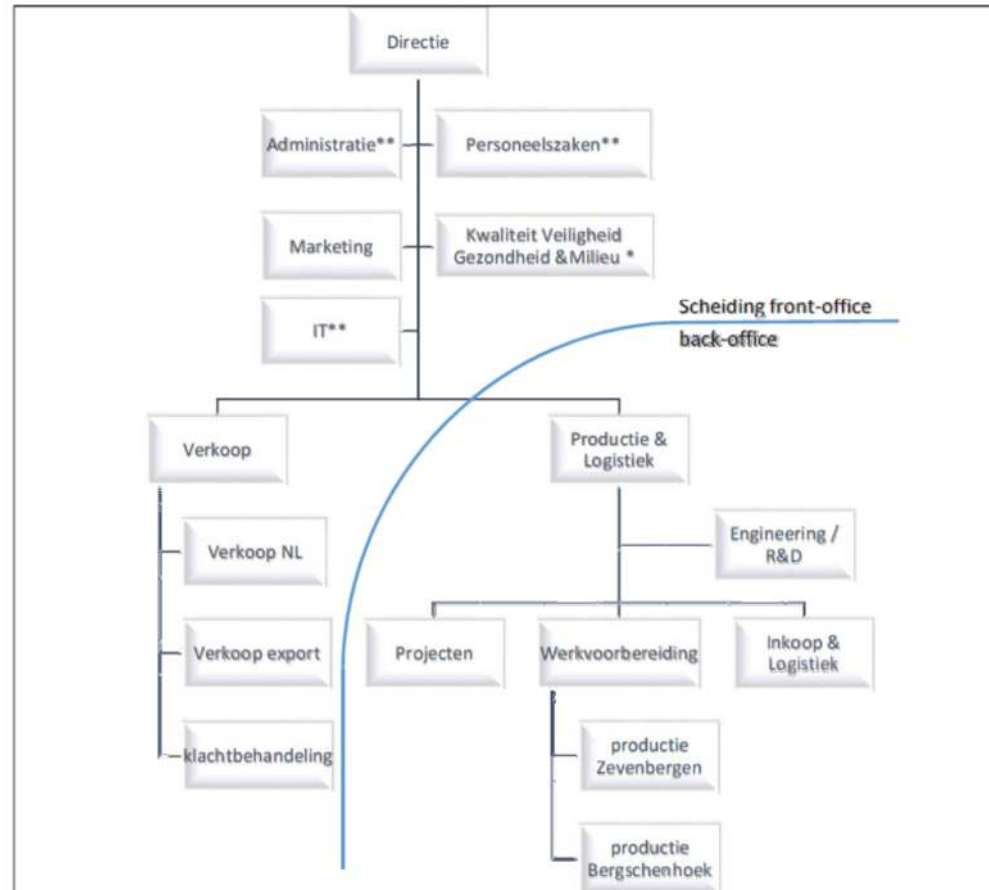 Directie
Administratie**
Personeelszaken**
Marketing
Kwaliteit Veiligheid
Gezondheid &Milieu *
IT**
Scheiding front-office
back-office
Verkoop
Productie &
Logistiek
Verkoop NL
Engineering /
R&D
Verkoop export
Projecten
Werkvoorbereiding
Inkoop &
Logistiek
klachtbehandeling
productie
Zevenbergen
productie
Bergschenhoek